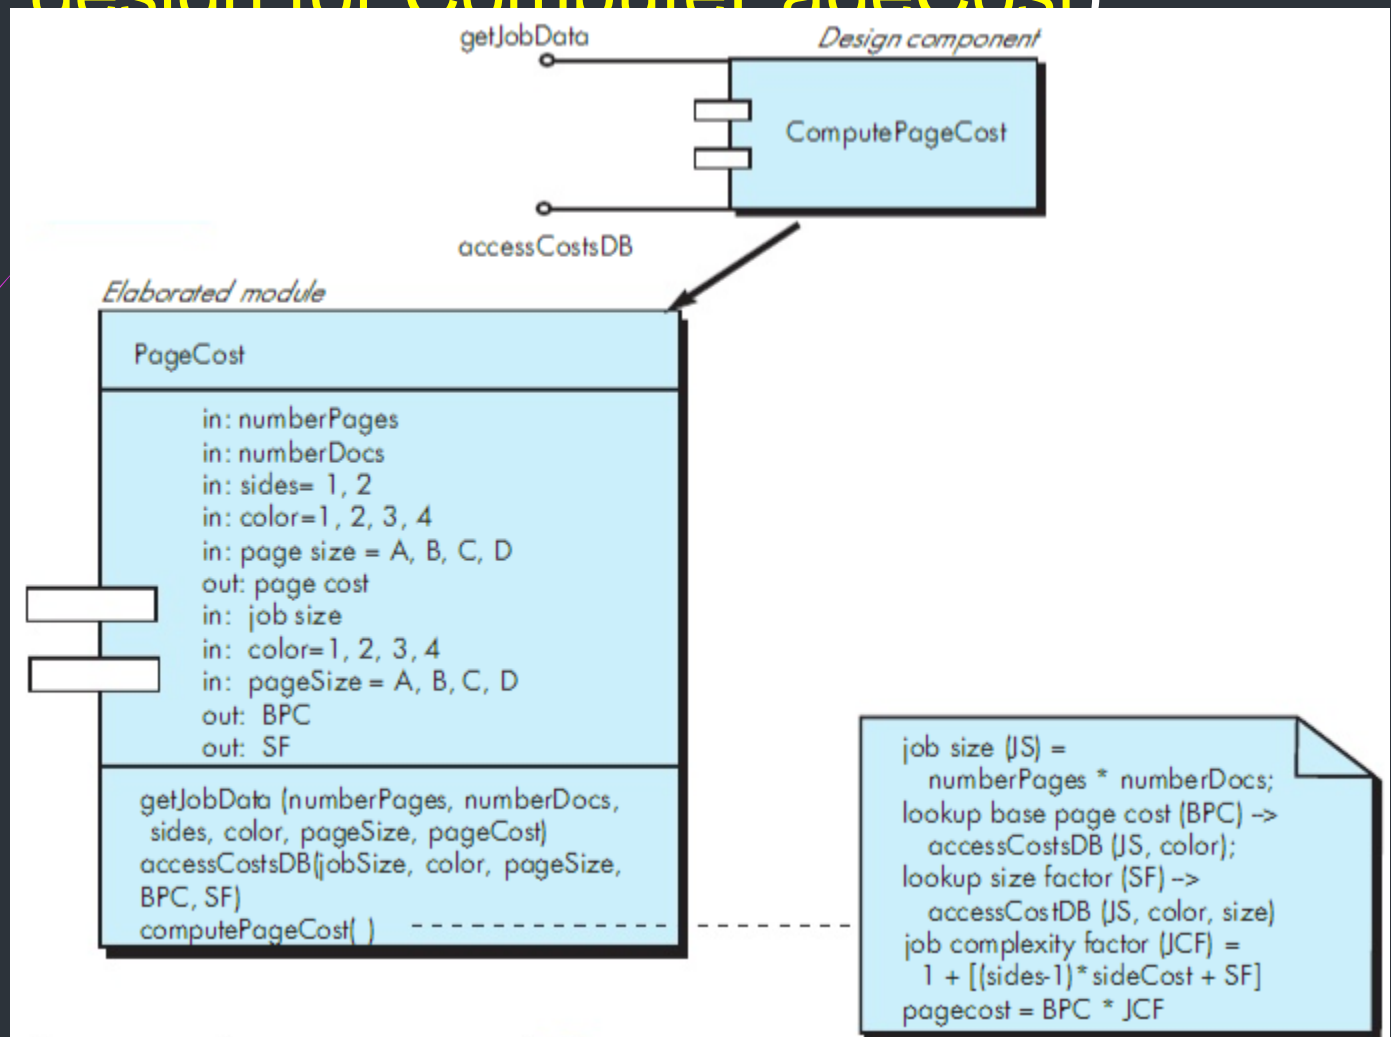 design for ComputePageCost)
getJobData
Design component
ComputePageCost
accessCostsDB
Elaborated module
PageCost
in: numberPages
in: numberDocs
in: sides= 1, 2
in: color=1, 2, 3, 4
in: page size = A, B, C, D
out: page cost
in: job size
in: color=1, 2, 3, 4
in: pageSize = A, B, C, D
out: BPC
out: SF
getJobData (numberPages, numberDocs,
sides, color, pageSize, pageCost)
accessCostsDB(jobSize, color, pageSize,
BPC, SF)
computePageCost( )
job size (JS) =
numberPages * numberDocs;
lookup base page cost (BPC) -->
accessCostsDB (JS, color);
lookup size factor (SF) -->
accessCostDB (JS, color, size)
job complexity factor (JCF) =
1 + [(sides-1)* sideCost + SF]
pagecost = BPC * JCF